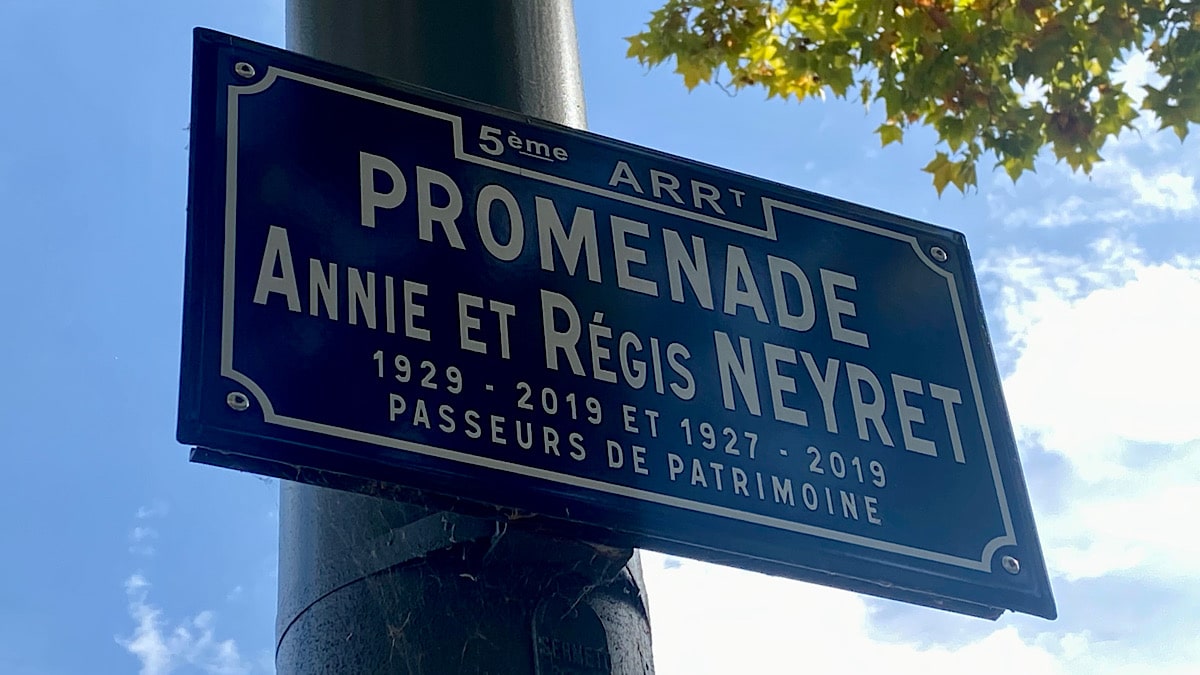 5ème ARRT
PROMENADE
ANNIE ET RÉGIS NEYRET
1929 - 2019 ET 1927 - 2019
PASSEURS DE PATRIMOINE